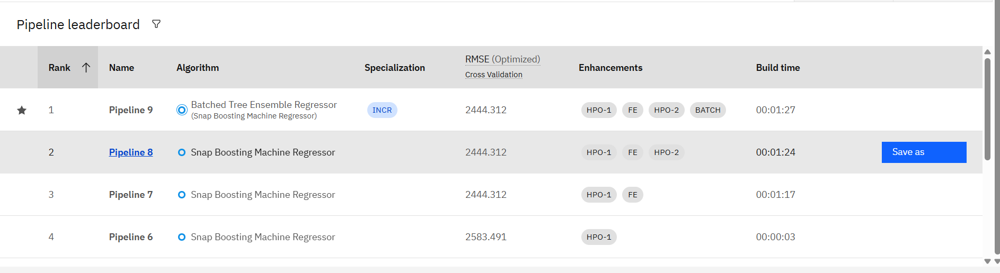 Pipeline leaderboard
Rank Name Algorithm Specialization RMSE (Optimized) Enhancements Build time
Cross Validation
1 Pipeline 9 Batched Tree Ensemble Regressor INCR 2444.312 HPO-1 FE HPO-2 BATCH 00:01:27
(Snap Boosting Machine Regressor)
2 Pipeline 8 Snap Boosting Machine Regressor 2444.312 HPO-1 FE HPO-2 00:01:24 Save as
3 Pipeline 7 Snap Boosting Machine Regressor 2444.312 HPO-1 FE 00:01:17
4 Pipeline 6 Snap Boosting Machine Regressor 2583.491 HPO-1 00:00:03